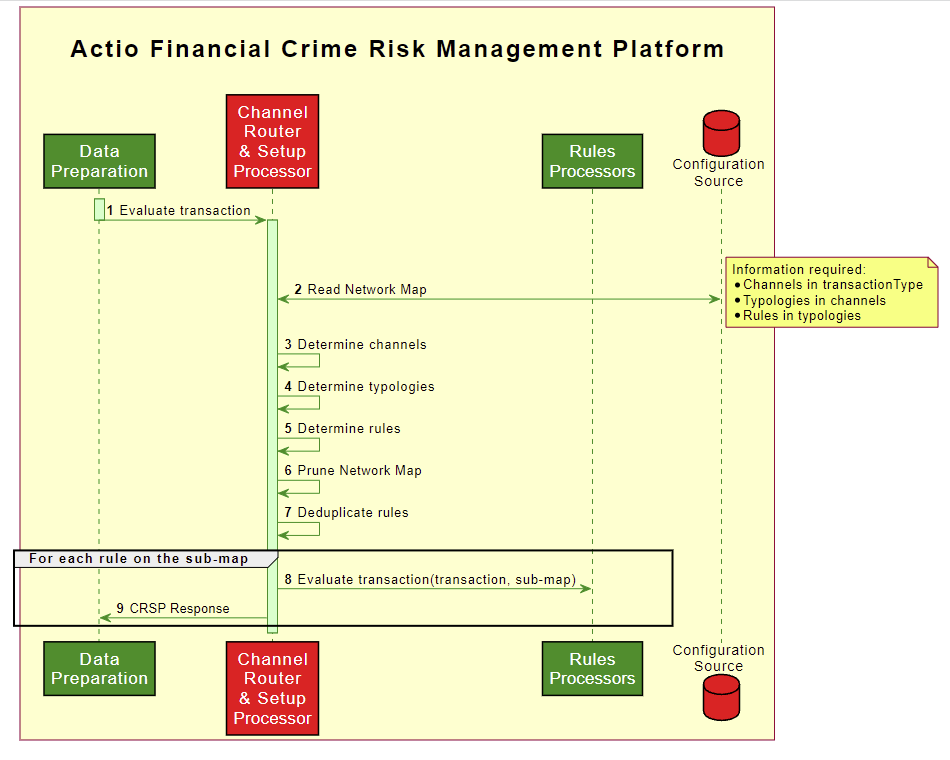 Actio Financial Crime Risk Management Platform
Data
Preparation
Channel
Router
& Setup
Processor
Rules
Processors
Configuration
Source
1 Evaluate transaction
Information required:
•Channels in transactionType
•Typologies in channels
•Rules in typologies
2 Read Network Map
3 Determine channels
4 Determine typologies
5 Determine rules
6 Prune Network Map
7 Deduplicate rules
For each rule on the sub-map
8 Evaluate transaction(transaction, sub-map)
9 CRSP Response
Data
Preparation
Channel
Router
& Setup
Processor
Rules
Processors
Configuration
Source